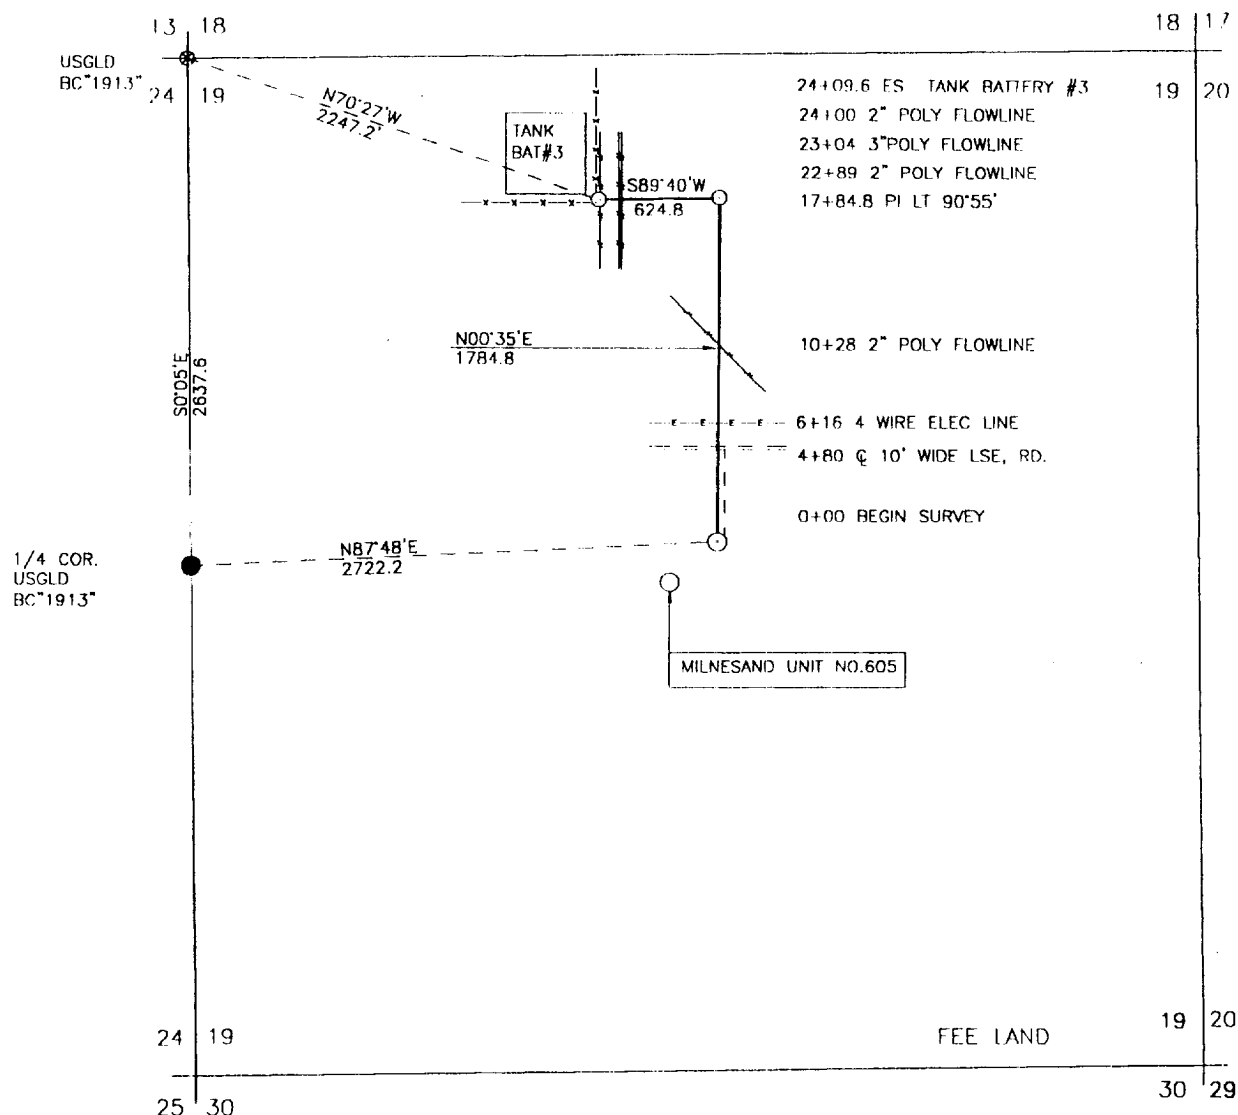 13 18
18 17
USGLD
BC"1913"
24 19
19 20
N70°27'W
2247.2'
TANK
BAT#3
24+09.6 ES TANK BATTERY #3
24+00 2" POLY FLOWLINE
23+04 3"POLY FLOWLINE
22+89 2" POLY FLOWLINE
17+84.8 PI LT 90°55'
S89°40'W
624.8
N00°35'E
1784.8
10+28 2" POLY FLOWLINE
S0°05'E
2637.6
6+16 4 WIRE ELEC LINE
4+80 ℄ 10' WIDE LSE, RD.
0+00 BEGIN SURVEY
N87°48'E
2722.2
1/4 COR.
USGLD
BC"1913"
MILNESAND UNIT NO.605
24 19
FEE LAND
19 20
25 30
30 29